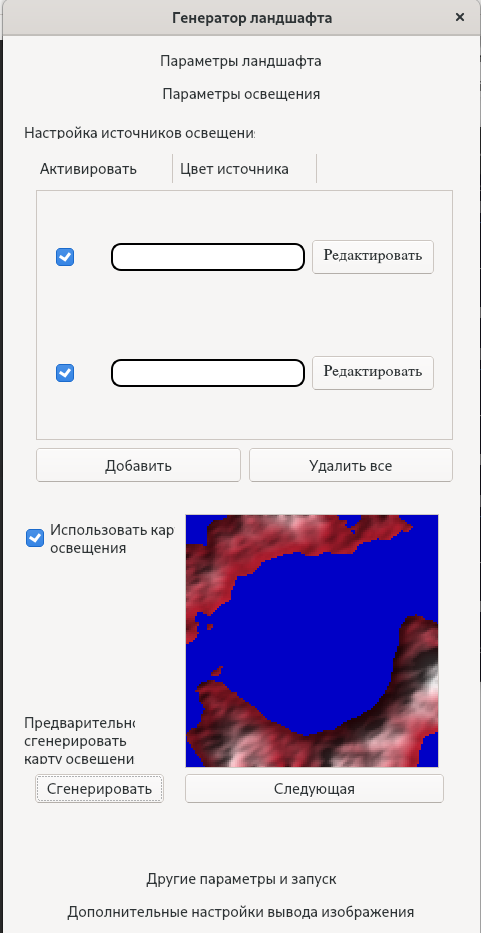 Генератор ландшафта
Параметры ландшафта
Параметры освещения
Настройка источников освещени
Активировать
Цвет источника
Редактировать
Редактировать
Добавить
Удалить все
Использовать кар
освещения
Предварительно
сгенерировать
карту освещени
Сгенерировать
Следующая
Другие параметры и запуск
Дополнительные настройки вывода изображения